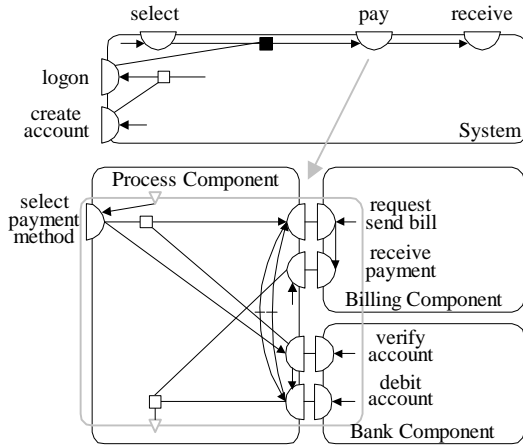 select
pay
receive
logon
create
account
System
Process Component
select
payment
method
request
send bill
receive
payment
Billing Component
verify
account
debit
account
Bank Component